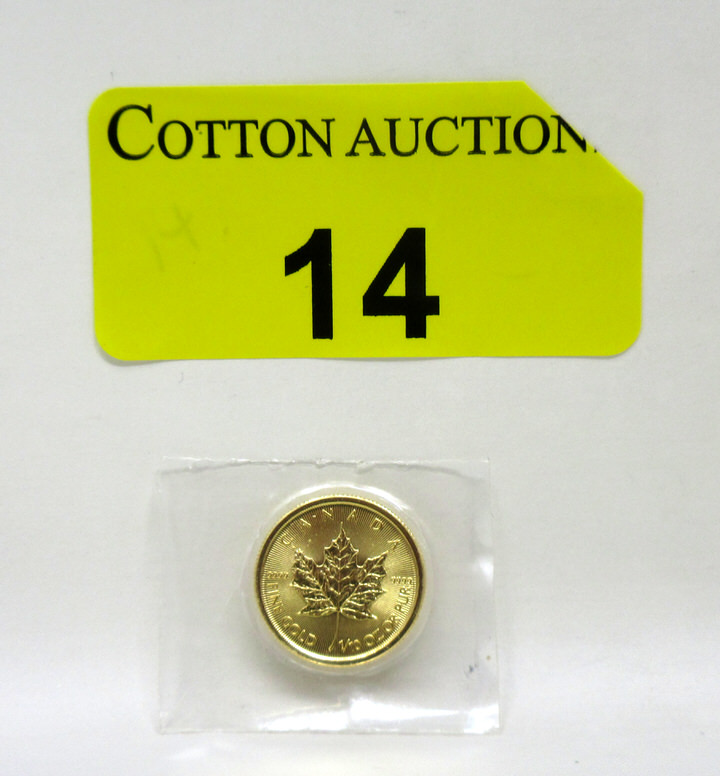 COTTON AUCTION
14
CANADA
9999 9999
FINE GOLD 1/10 OZ OR PUR